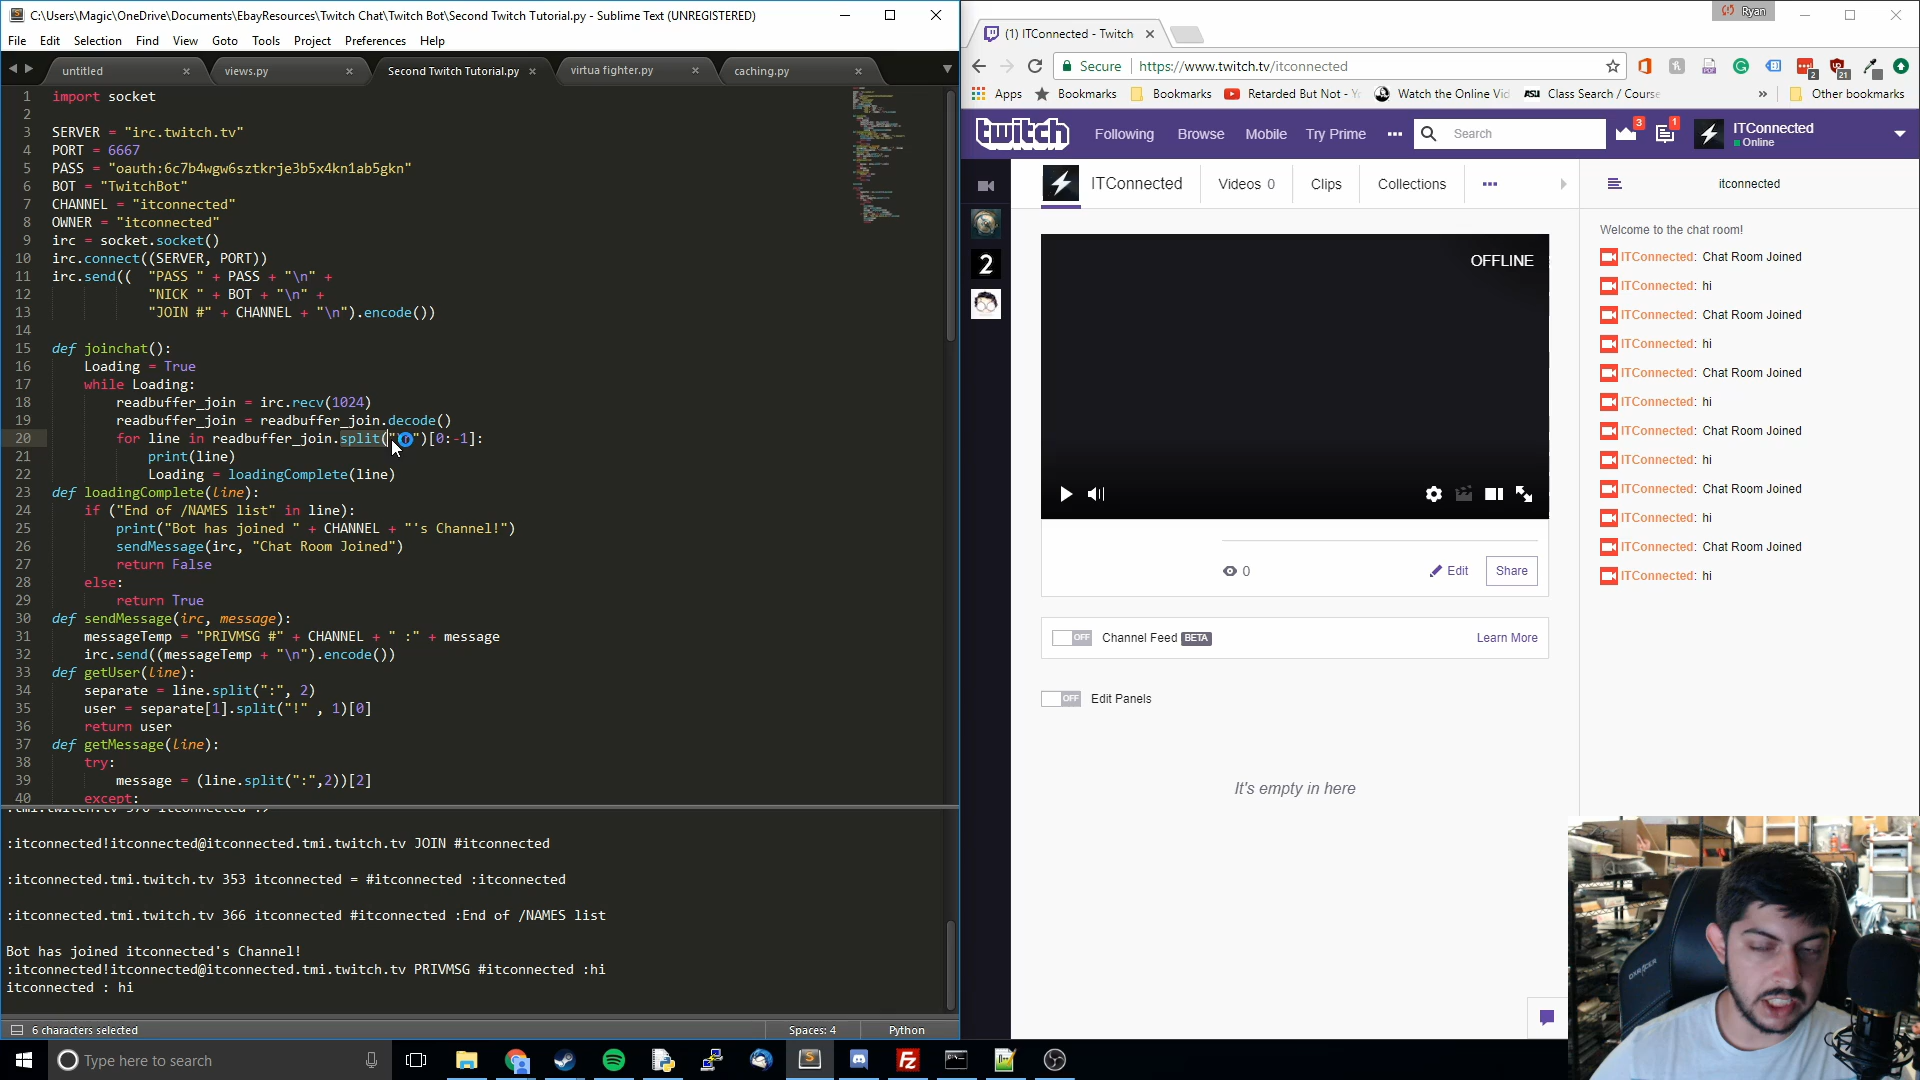 C:\Users\Magic\OneDrive\Documents\EbayResources\Twitch Chat\Twitch Bot\Second Twitch Tutorial.py - Sublime Text (UNREGISTERED)
File Edit Selection Find View Goto Tools Project Preferences Help
untitled views.py Second Twitch Tutorial.py virtua fighter.py caching.py
1 import socket
2
3 SERVER = "irc.twitch.tv"
4 PORT = 6667
5 PASS = "oauth:6c7b4wgw6sztkrje3b5x4kn1ab5gkn"
6 BOT = "TwitchBot"
7 CHANNEL = "itconnected"
8 OWNER = "itconnected"
9 irc = socket.socket()
10 irc.connect((SERVER, PORT))
11 irc.send(( "PASS " + PASS + "\n" +
12 "NICK " + BOT + "\n" +
13 "JOIN #" + CHANNEL + "\n").encode())
14
15 def joinchat():
16 Loading = True
17 while Loading:
18 readbuffer_join = irc.recv(1024)
19 readbuffer_join = readbuffer_join.decode()
20 for line in readbuffer_join.split(" ")[0:-1]:
21 print(line)
22 Loading = loadingComplete(line)
23 def loadingComplete(line):
24 if ("End of /NAMES list" in line):
25 print("Bot has joined " + CHANNEL + "'s Channel!")
26 sendMessage(irc, "Chat Room Joined")
27 return False
28 else:
29 return True
30 def sendMessage(irc, message):
31 messageTemp = "PRIVMSG #" + CHANNEL + " :" + message
32 irc.send((messageTemp + "\n").encode())
33 def getUser(line):
34 separate = line.split(":", 2)
35 user = separate[1].split("!" , 1)[0]
36 return user
37 def getMessage(line):
38 try:
39 message = (line.split(":",2))[2]
40 except:
:itconnected!itconnected@itconnected.tmi.twitch.tv JOIN #itconnected
:itconnected.tmi.twitch.tv 353 itconnected = #itconnected :itconnected
:itconnected.tmi.twitch.tv 366 itconnected #itconnected :End of /NAMES list
Bot has joined itconnected's Channel!
:itconnected!itconnected@itconnected.tmi.twitch.tv PRIVMSG #itconnected :hi
itconnected : hi
6 characters selected Spaces: 4 Python
Type here to search
Ryan
(1) ITConnected - Twitch
Secure https://www.twitch.tv/itconnected
2 21
Apps Bookmarks Bookmarks Retarded But Not - Watch the Online Vi ASU Class Search / Course » Other bookmarks
twitch Following Browse Mobile Try Prime Search 3 1 ITConnected
Online
ITConnected Videos 0 Clips Collections
itconnected
2
OFFLINE
0 Edit Share
OFF Channel Feed BETA Learn More
OFF Edit Panels
It's empty in here
Welcome to the chat room!
ITConnected: Chat Room Joined
ITConnected: hi
ITConnected: Chat Room Joined
ITConnected: hi
ITConnected: Chat Room Joined
ITConnected: hi
ITConnected: Chat Room Joined
ITConnected: hi
ITConnected: Chat Room Joined
ITConnected: hi
ITConnected: Chat Room Joined
ITConnected: hi